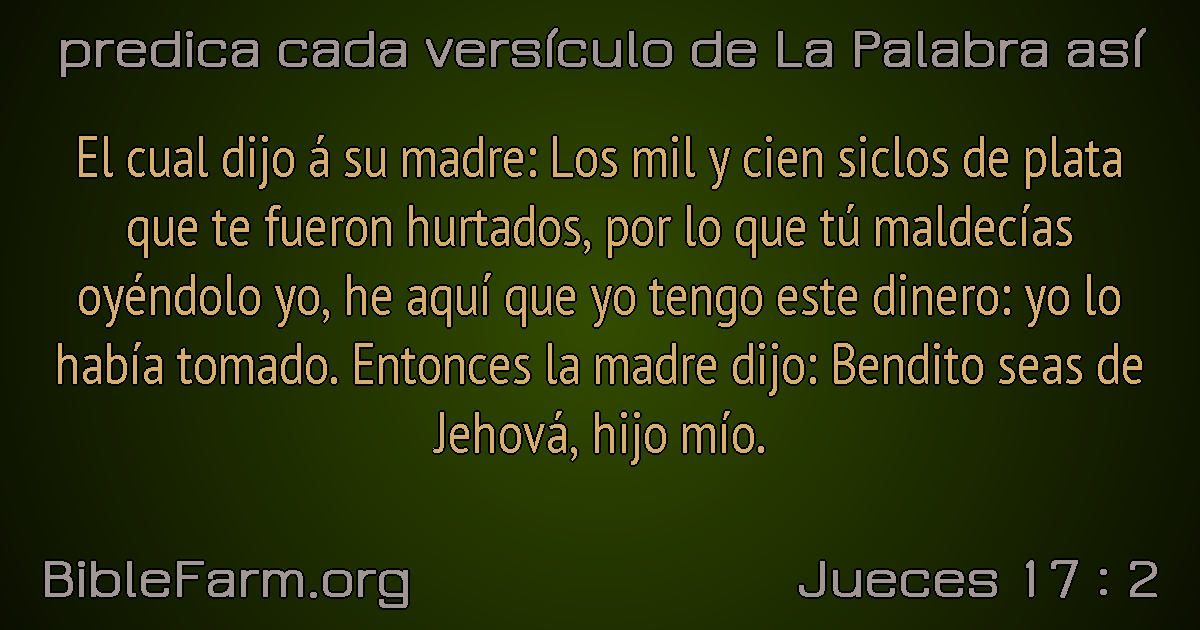 predica cada versículo de La Palabra así
El cual dijo á su madre: Los mil y cien siclos de plata
que te fueron hurtados, por lo que tú maldecías
oyéndolo yo, he aquí que yo tengo este dinero: yo lo
había tomado. Entonces la madre dijo: Bendito seas de
Jehová, hijo mío.
BibleFarm.org
Jueces 17 : 2